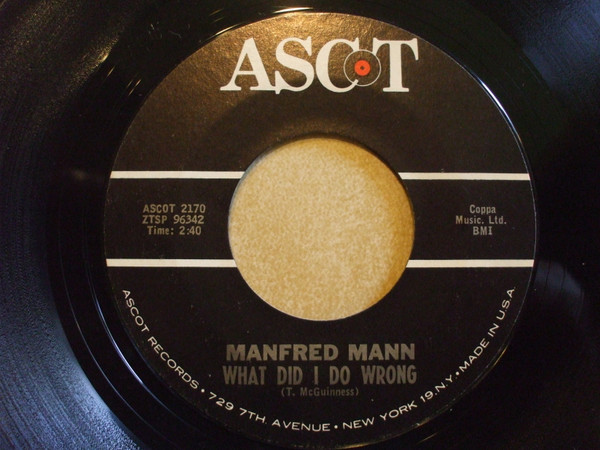 ASCOT
ASCOT 2170
ZTSP 96342
Time: 2:40
Coppa
Music. Ltd.
BMI
MANFRED MANN
WHAT DID I DO WRONG
(T. McGuinness)
ASCOT RECORDS • 729 7TH. AVENUE • NEW YORK 19. N.Y. • MADE IN U.S.A.